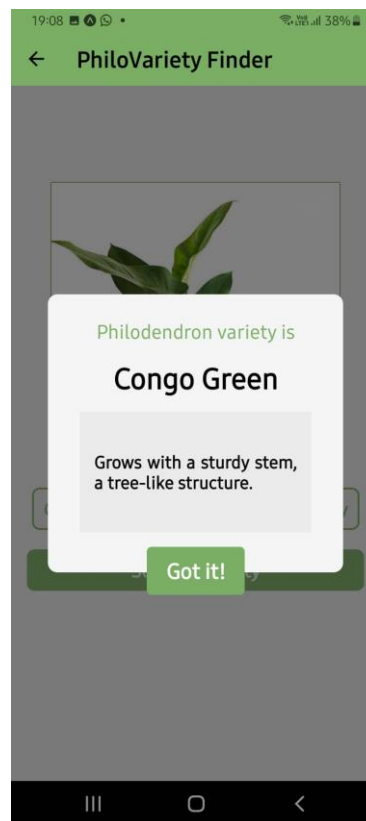 19:08 38%
PhiloVariety Finder
Philodendron variety is
Congo Green
Grows with a sturdy stem,
a tree-like structure.
Got it!